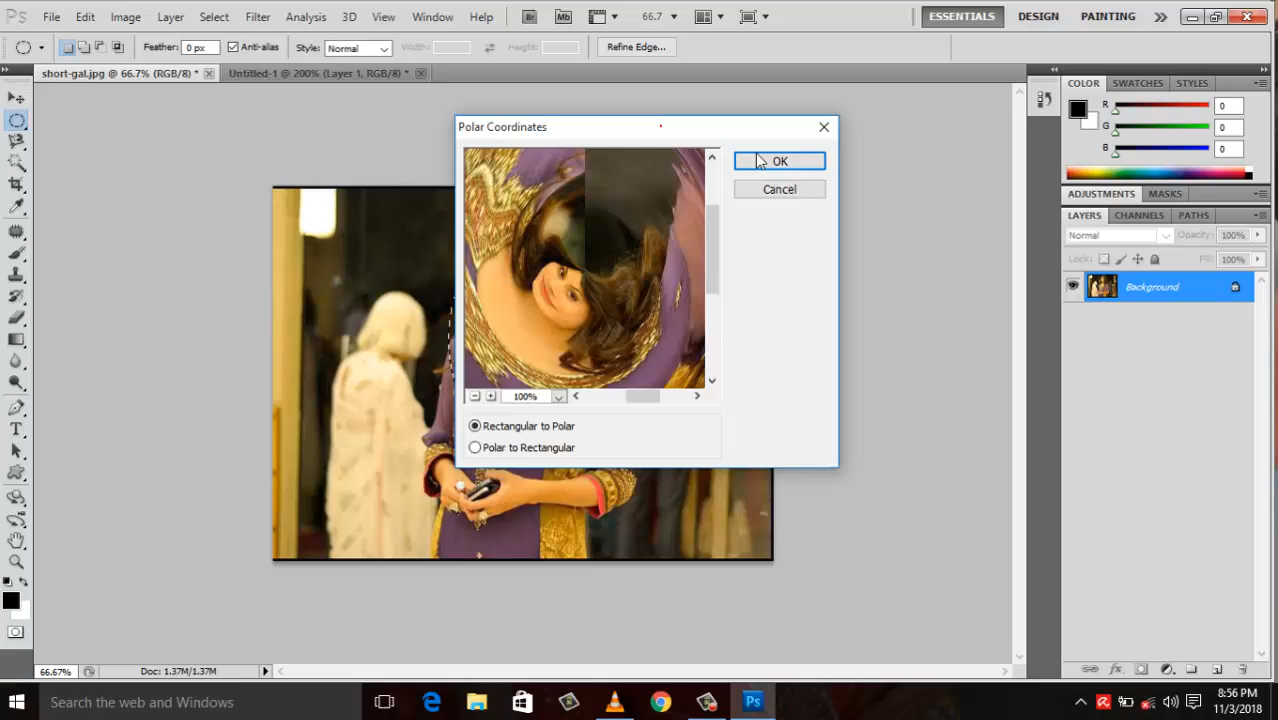 Ps File Edit Image Layer Select Filter Analysis 3D View Window Help Br Mb 66.7 ESSENTIALS DESIGN PAINTING
Feather: 0 px Anti-alias Style: Normal Width: Height: Refine Edge...
short-gal.jpg @ 66.7% (RGB/8) * Untitled-1 @ 200% (Layer 1, RGB/8) *
COLOR SWATCHES STYLES
R 0
G 0
B 0
ADJUSTMENTS MASKS
LAYERS CHANNELS PATHS
Normal Opacity: 100%
Lock: Fill: 100%
Background
Polar Coordinates
OK
Cancel
100%
Rectangular to Polar
Polar to Rectangular
T
66.67% Doc: 1.37M/1.37M
Search the web and Windows
Ps
8:56 PM
11/3/2018